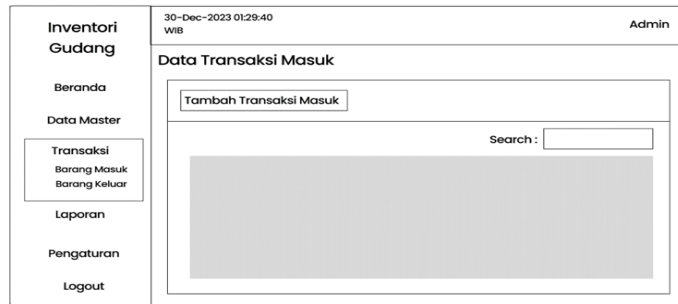 Inventori
Gudang
Beranda
Data Master
Transaksi
Barang Masuk
Barang Keluar
Laporan
Pengaturan
Logout
30-Dec-2023 01:29:40
WIB
Admin
Data Transaksi Masuk
Tambah Transaksi Masuk
Search :